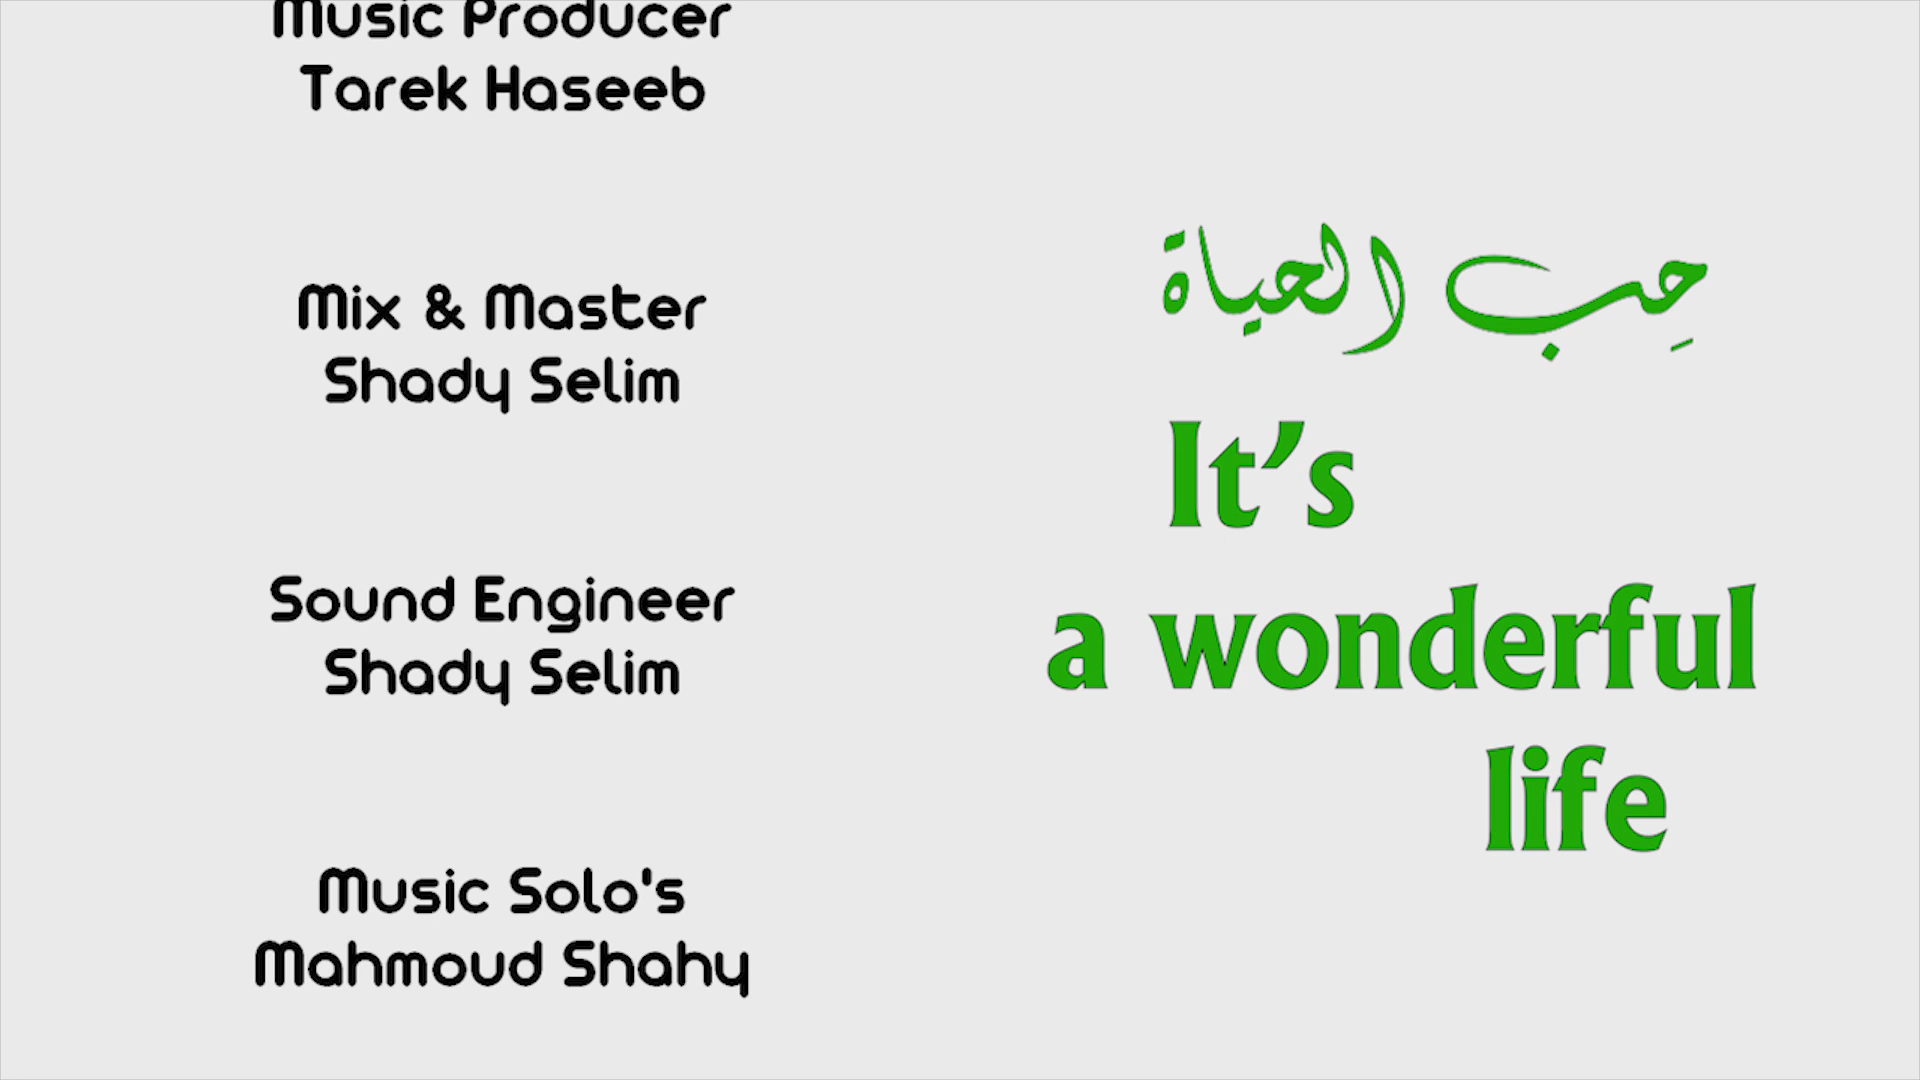 Music Producer
Tarek Haseeb
Mix & Master
Shady Selim
Sound Engineer
Shady Selim
Music Solo's
Mahmoud Shahy
حِب الحياة
It’s
a wonderful
life